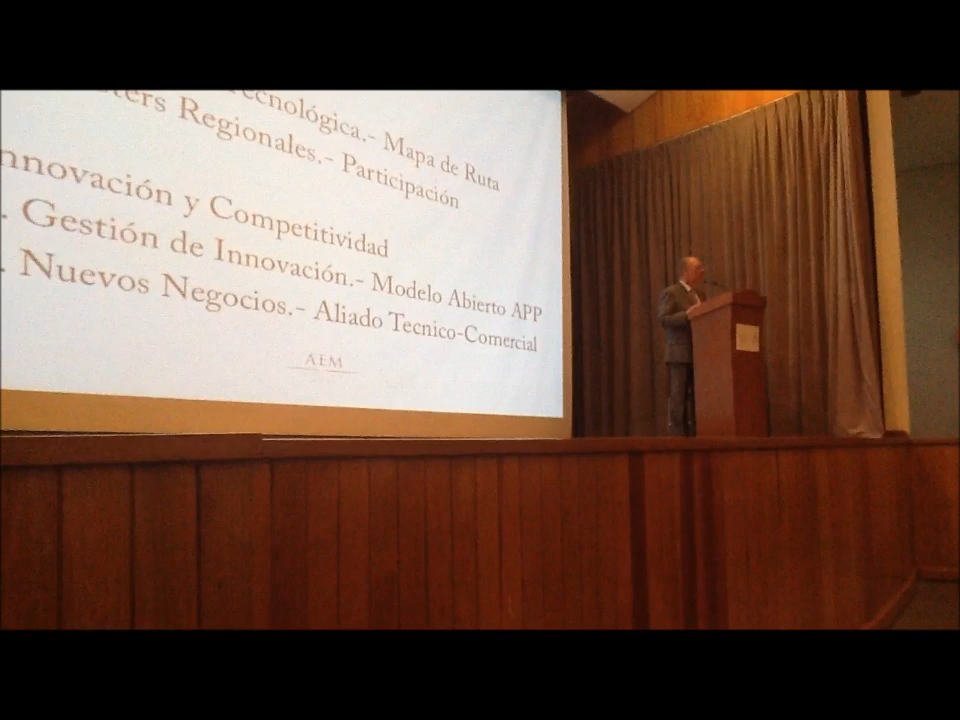 Tecnológica.- Mapa de Ruta
Regionales.- Participación
nnovación y Competitividad
. Gestión de Innovación.- Modelo Abierto APP
. Nuevos Negocios.- Aliado Tecnico-Comercial
AEM